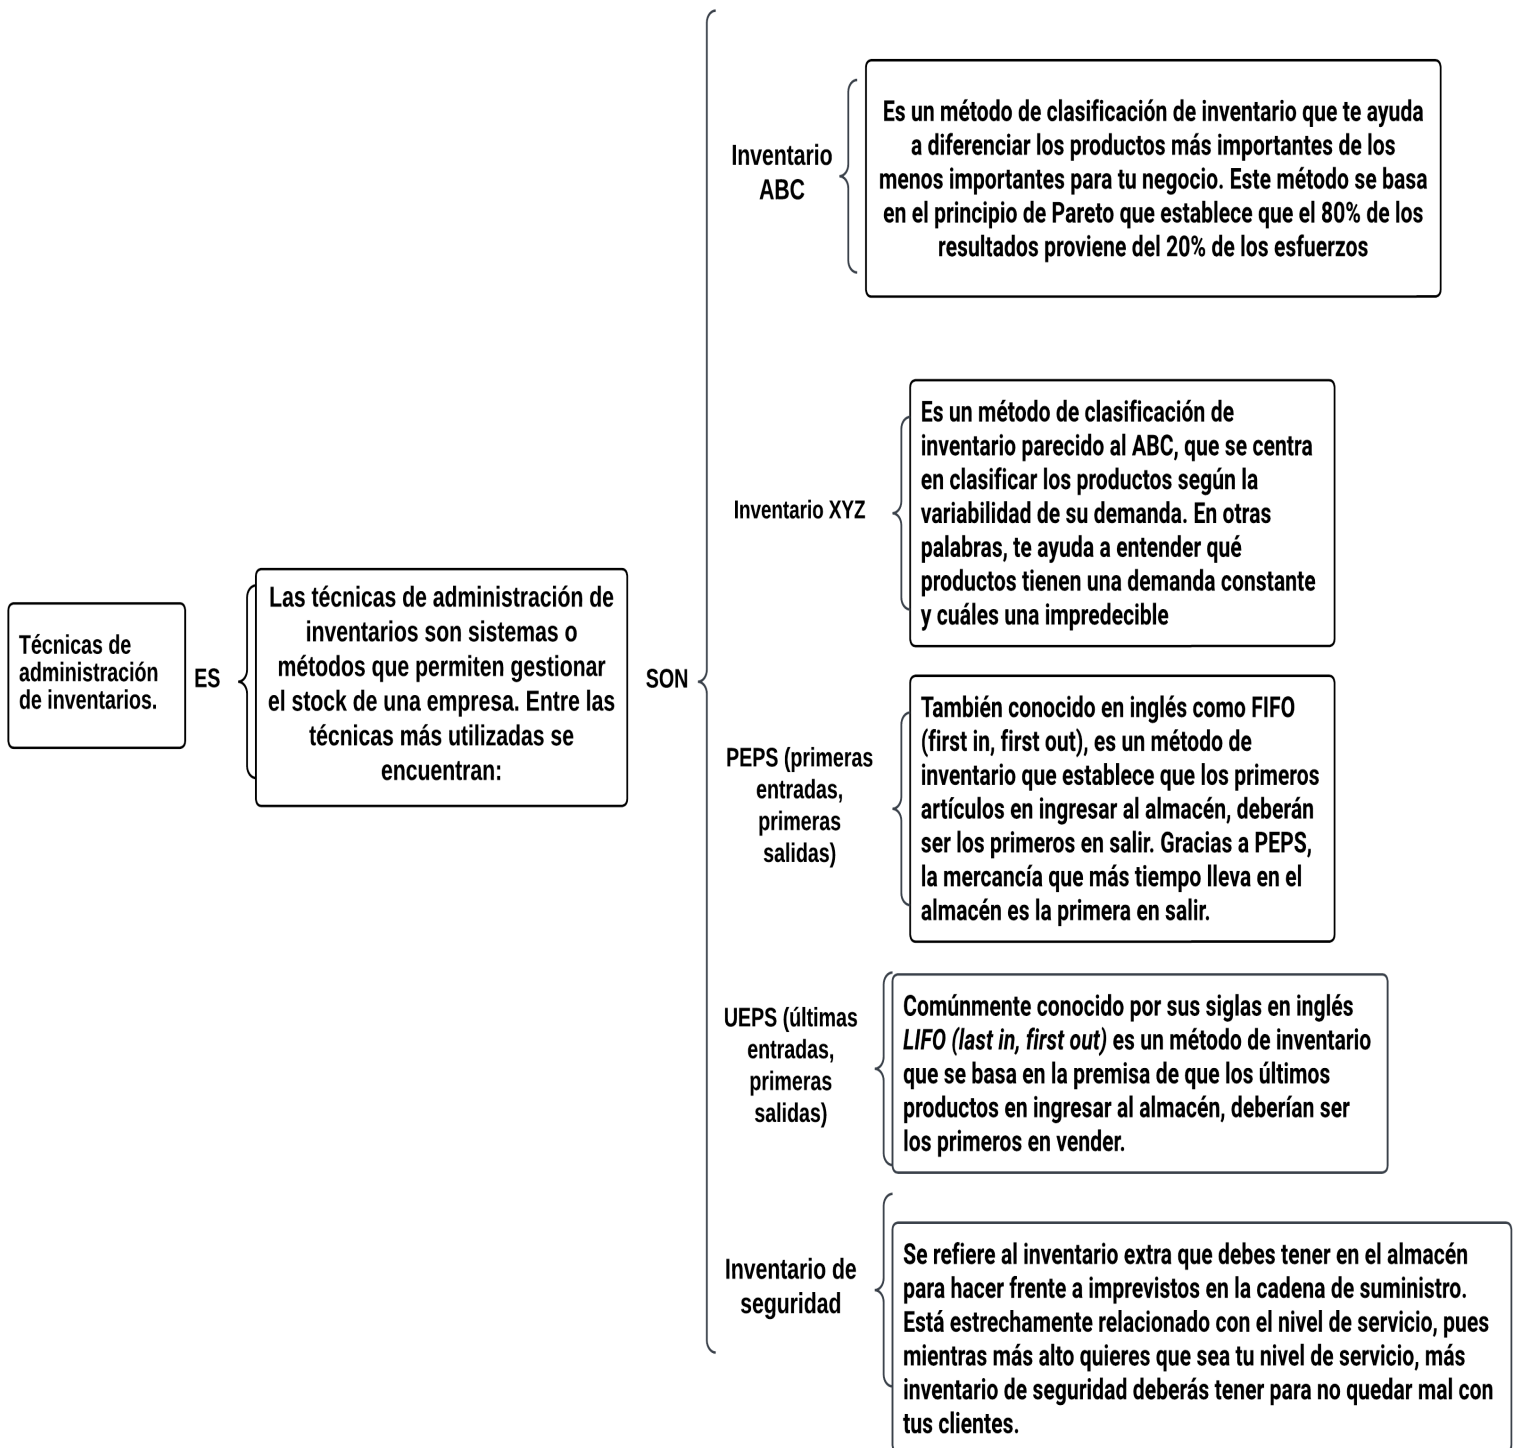 Técnicas de
administración
de inventarios.
ES
Las técnicas de administración de
inventarios son sistemas o
métodos que permiten gestionar
el stock de una empresa. Entre las
técnicas más utilizadas se
encuentran:
SON
Inventario
ABC
Es un método de clasificación de inventario que te ayuda
a diferenciar los productos más importantes de los
menos importantes para tu negocio. Este método se basa
en el principio de Pareto que establece que el 80% de los
resultados proviene del 20% de los esfuerzos
Inventario XYZ
Es un método de clasificación de
inventario parecido al ABC, que se centra
en clasificar los productos según la
variabilidad de su demanda. En otras
palabras, te ayuda a entender qué
productos tienen una demanda constante
y cuáles una impredecible
PEPS (primeras
entradas,
primeras
salidas)
También conocido en inglés como FIFO
(first in, first out), es un método de
inventario que establece que los primeros
artículos en ingresar al almacén, deberán
ser los primeros en salir. Gracias a PEPS,
la mercancía que más tiempo lleva en el
almacén es la primera en salir.
UEPS (últimas
entradas,
primeras
salidas)
Comúnmente conocido por sus siglas en inglés
LIFO (last in, first out) es un método de inventario
que se basa en la premisa de que los últimos
productos en ingresar al almacén, deberían ser
los primeros en vender.
Inventario de
seguridad
Se refiere al inventario extra que debes tener en el almacén
para hacer frente a imprevistos en la cadena de suministro.
Está estrechamente relacionado con el nivel de servicio, pues
mientras más alto quieres que sea tu nivel de servicio, más
inventario de seguridad deberás tener para no quedar mal con
tus clientes.